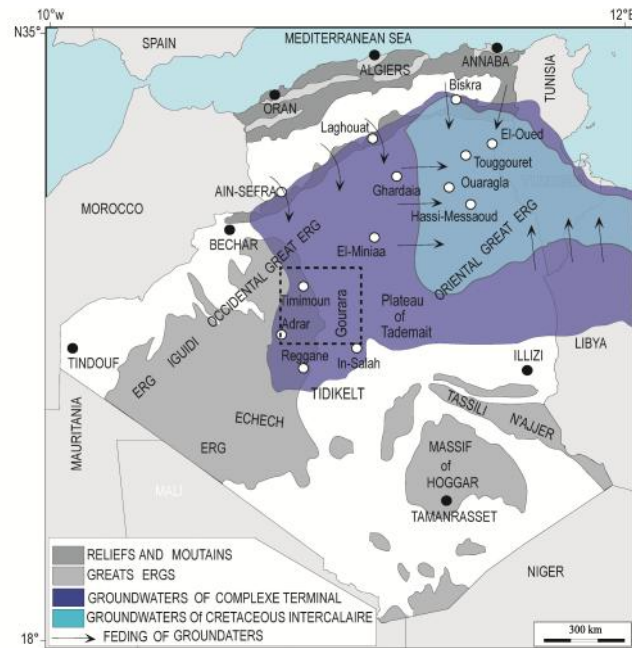 10°w
12°E
N35°
SPAIN
MEDITERRANEAN SEA
ALGIERS
ANNABA
TUNISIA
ORAN
Biskra
Laghouat
El-Oued
Touggouret
Ouaragla
Ghardaia
Hassi-Messaoud
AIN-SEFRA
MOROCCO
BECHAR
OCCIDENTAL GREAT ERG
El-Miniaa
ORIENTAL GREAT ERG
Timimoun
Gourara
Plateau
of
Tademait
Adrar
LIBYA
ERG IGUIDI
TINDOUF
Reggane
In-Salah
ILLIZI
TIDIKELT
MAURITANIA
ECHECH
ERG
TASSILI N'AJJER
MASSIF
of
HOGGAR
MALI
TAMANRASSET
NIGER
RELIEFS AND MOUTAINS
GREATS ERGS
GROUNDWATERS OF COMPLEXE TERMINAL
GROUNDWATERS Of CRETACEOUS INTERCALAIRE
FEDING OF GROUNDATERS
18°
300 km